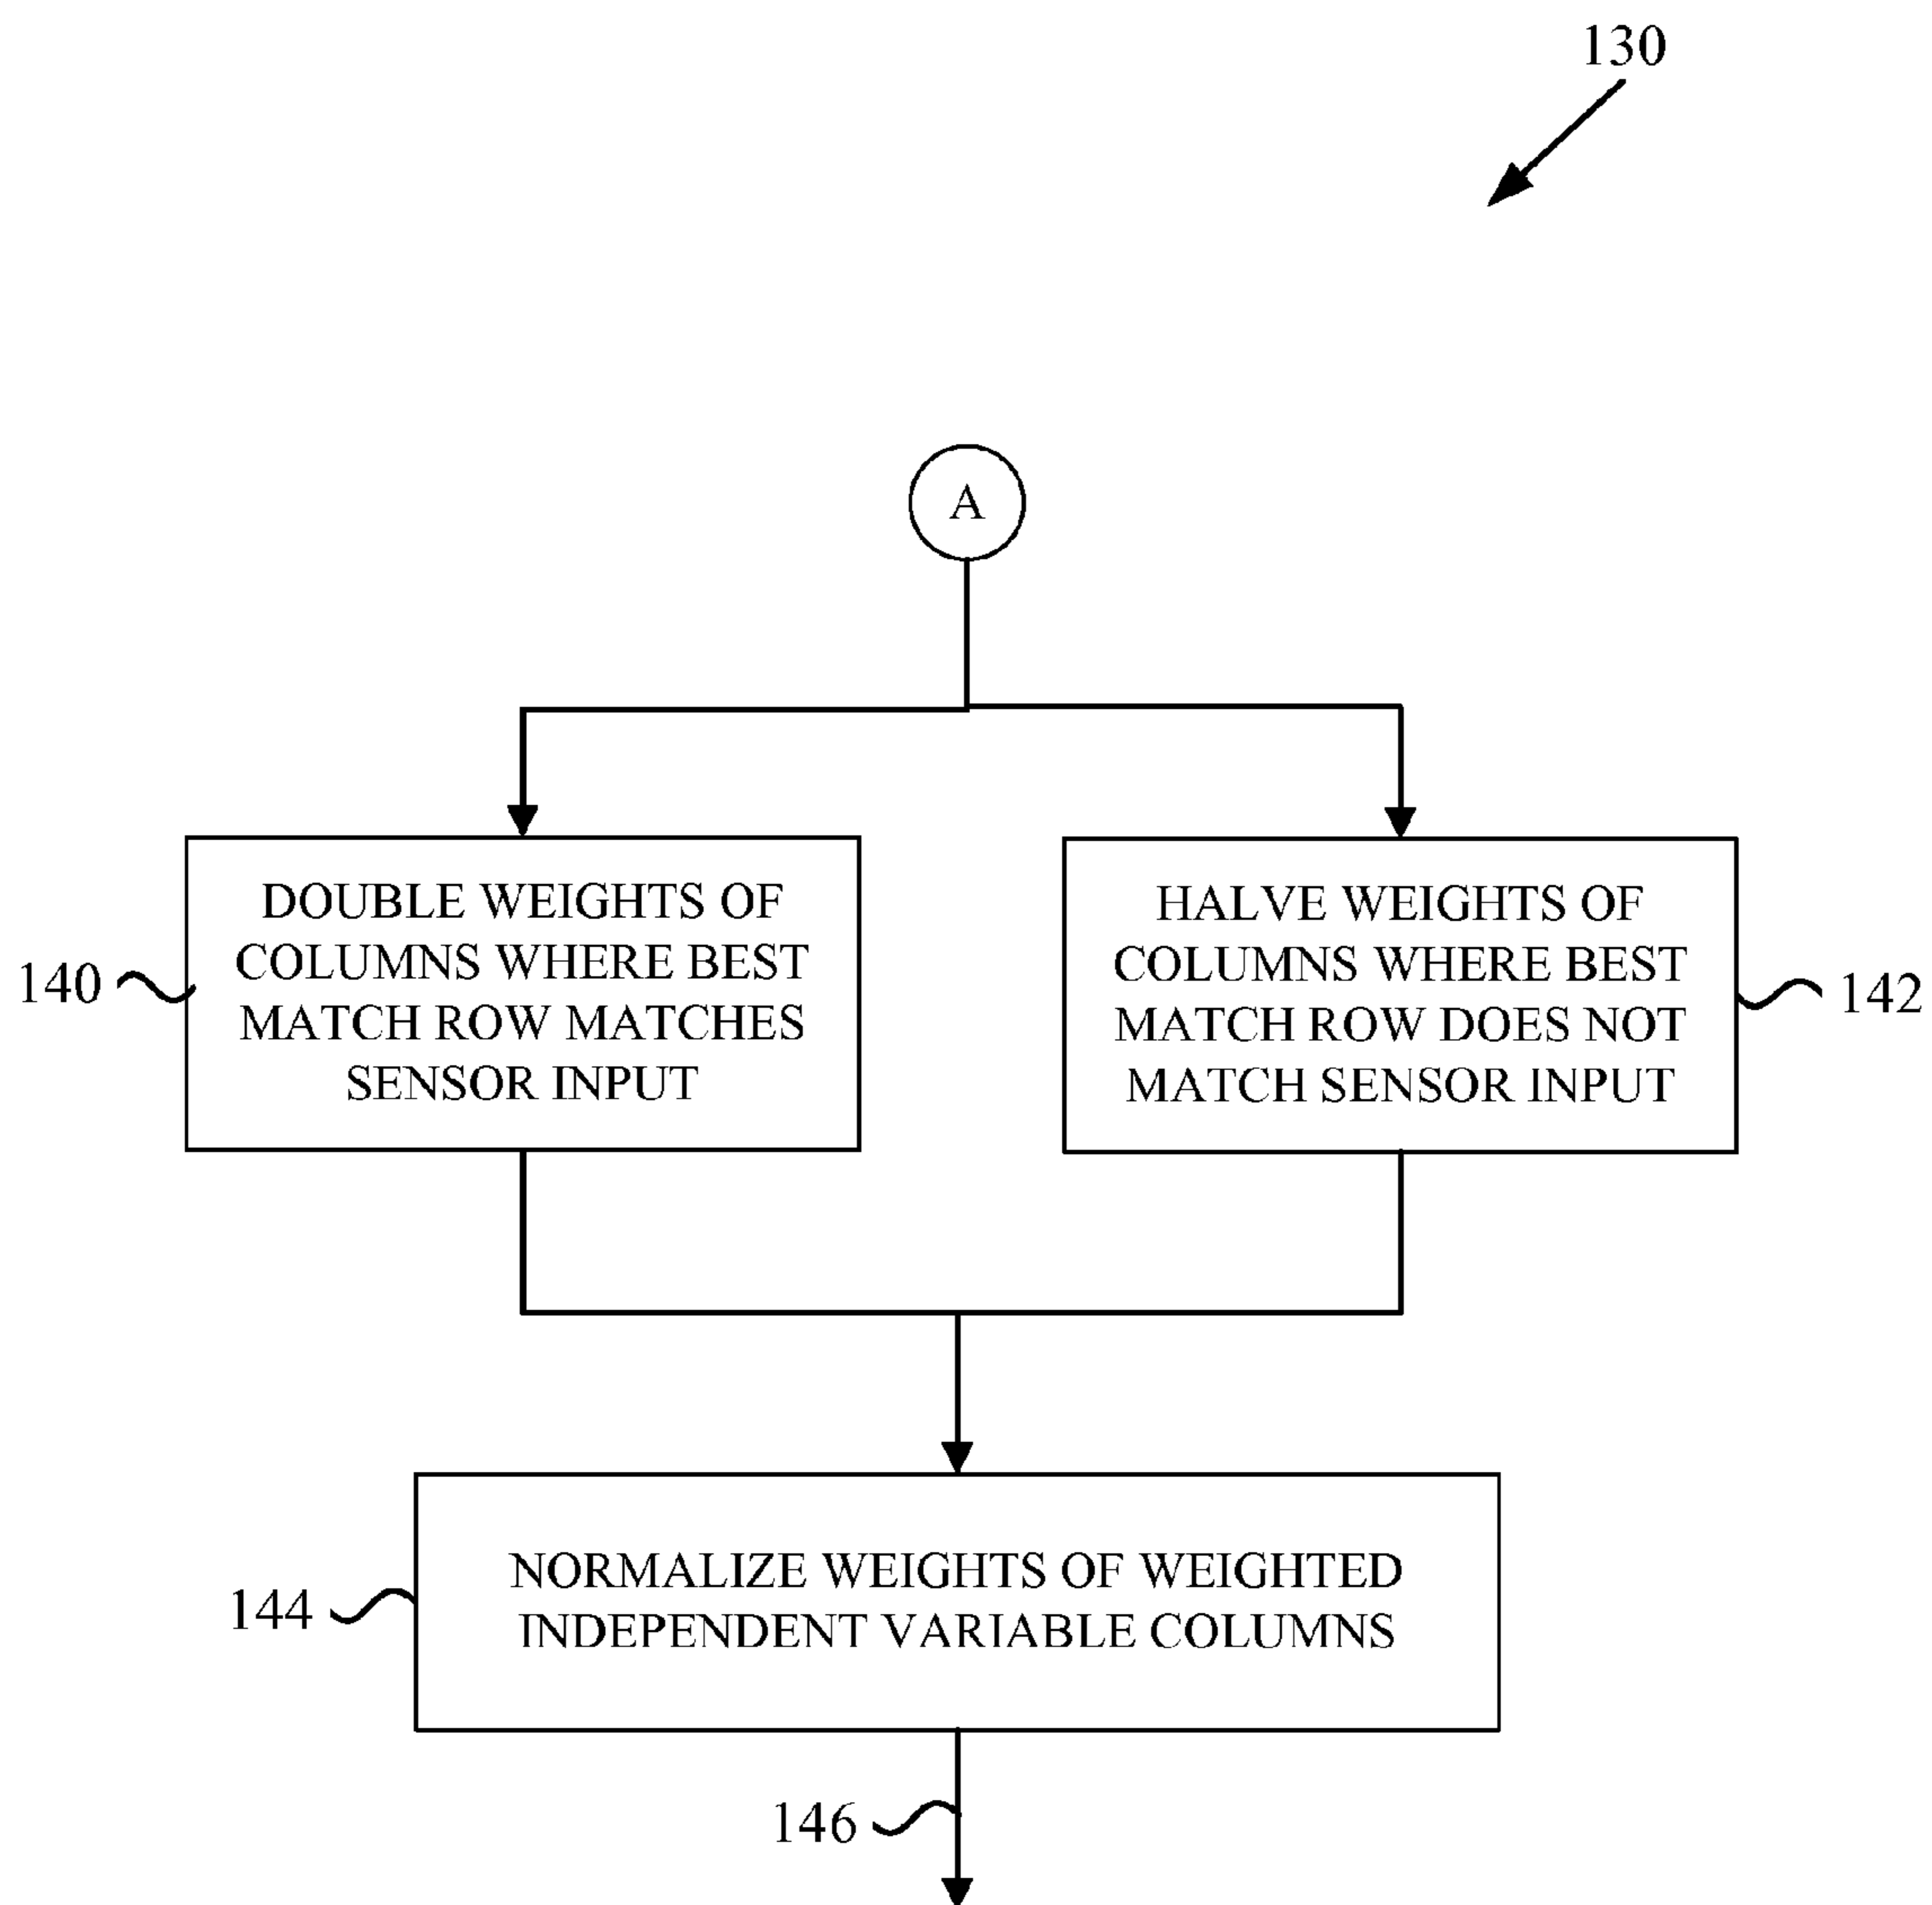 130
A
DOUBLE WEIGHTS OF
COLUMNS WHERE BEST
MATCH ROW MATCHES
SENSOR INPUT
140
HALVE WEIGHTS OF
COLUMNS WHERE BEST
MATCH ROW DOES NOT
MATCH SENSOR INPUT
142
NORMALIZE WEIGHTS OF WEIGHTED
INDEPENDENT VARIABLE COLUMNS
144
146